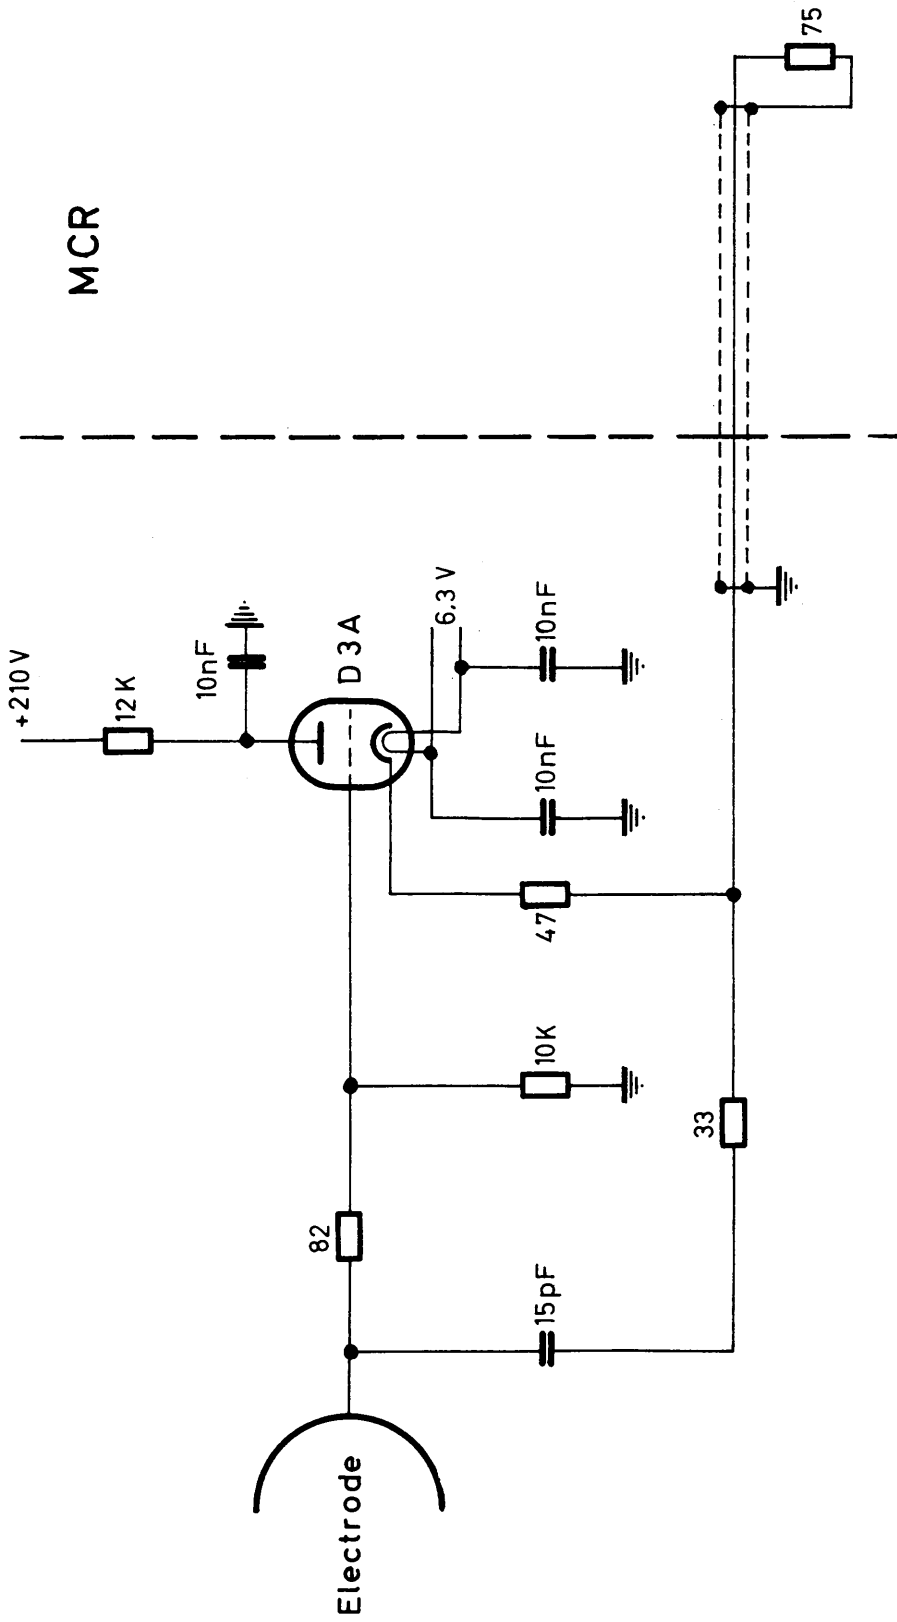 Electrode
82
15pF
10K
33
47
+210V
12K
10nF
D3A
6,3V
10nF
10nF
MCR
75